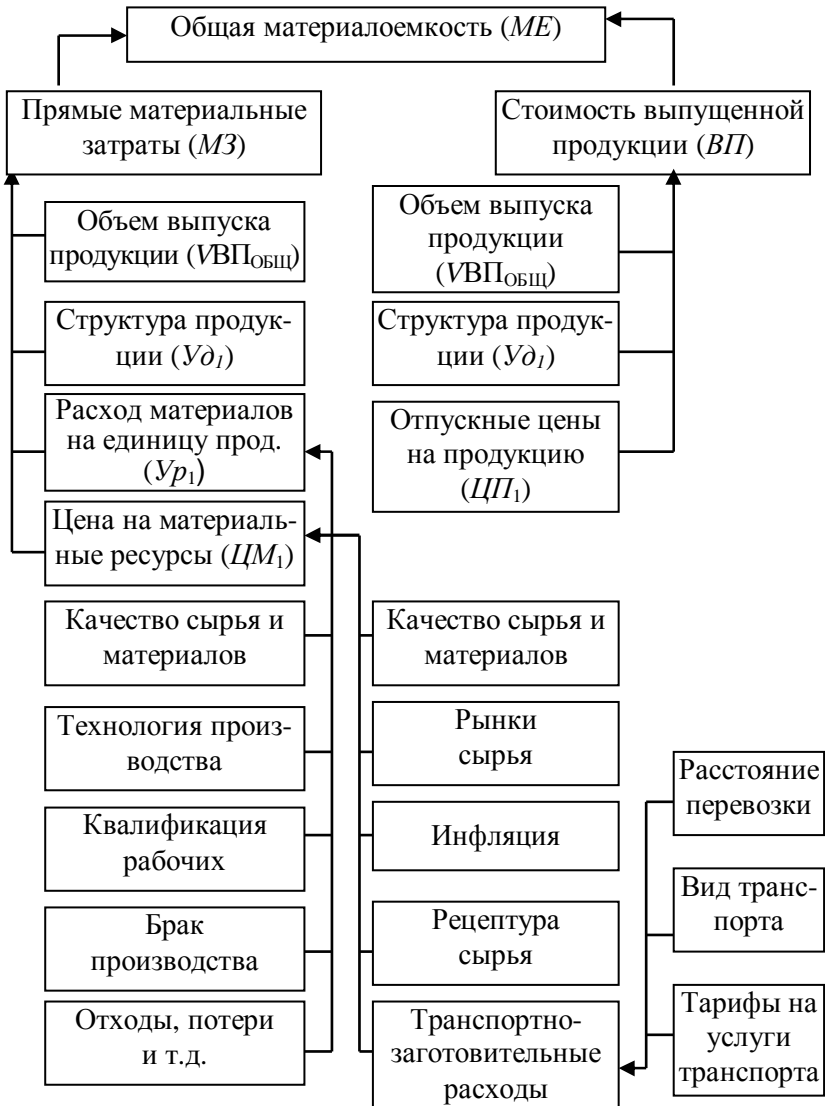 Общая материалоемкость (МЕ)
Прямые материальные
затраты (МЗ)
Стоимость выпущенной
продукции (ВП)
Объем выпуска
продукции (VВПОБЩ)
Структура продук-
ции (Уд1)
Расход материалов
на единицу прод.
(Ур1)
Цена на материаль-
ные ресурсы (ЦМ1)
Объем выпуска
продукции
(VВПОБЩ)
Структура продук-
ции (Уд1)
Отпускные цены
на продукцию
(ЦП1)
Качество сырья и
материалов
Технология произ-
водства
Квалификация
рабочих
Брак
производства
Отходы, потери
и т.д.
Качество сырья и
материалов
Рынки
сырья
Инфляция
Рецептура
сырья
Транспортно-
заготовительные
расходы
Расстояние
перевозки
Вид транс-
порта
Тарифы на
услуги
транспорта